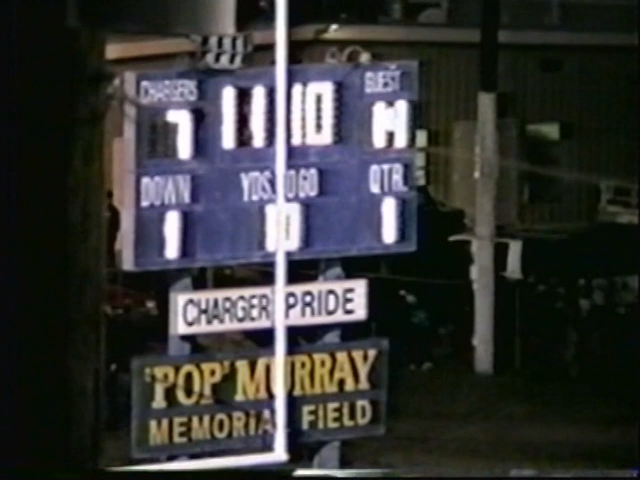 CHARGERS 11 10 GUEST
7
DOWN YDS. TO GO QTR.
1 10 1
CHARGER PRIDE
'POP' MURRAY
MEMORIAL FIELD